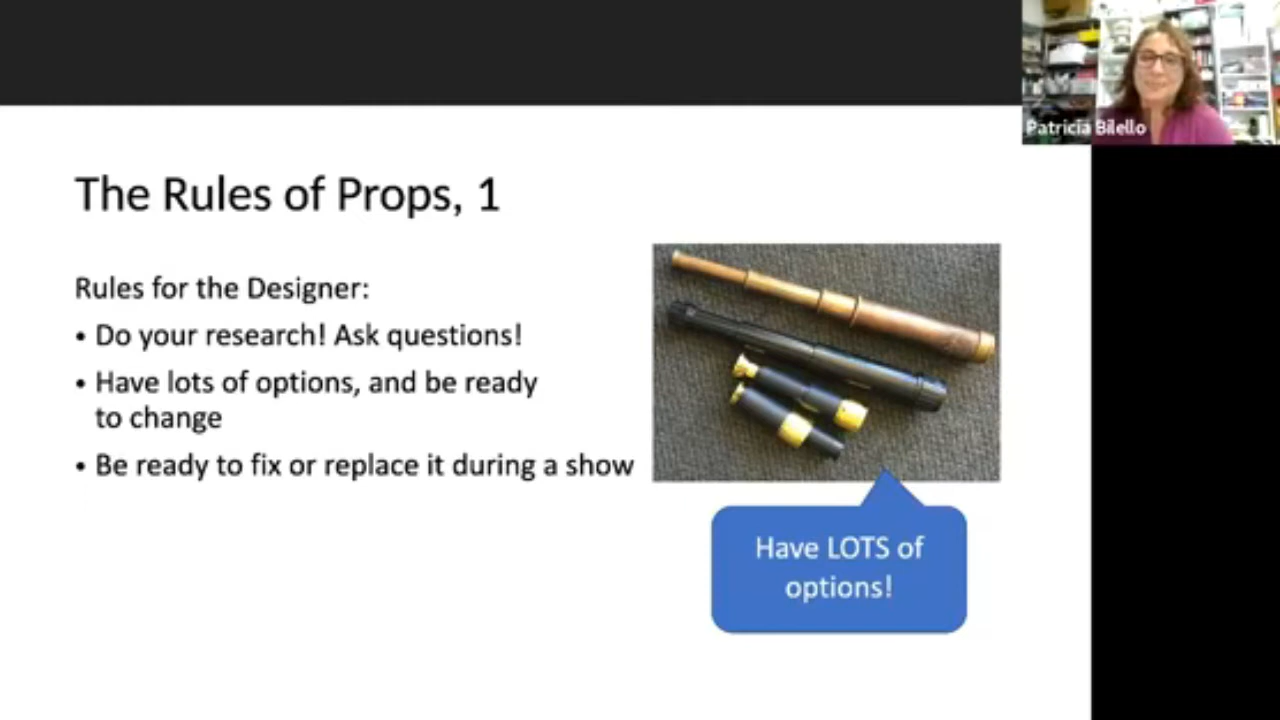 Patricia Bilello
The Rules of Props, 1
Rules for the Designer:
• Do your research! Ask questions!
• Have lots of options, and be ready
to change
• Be ready to fix or replace it during a show
Have LOTS of
options!